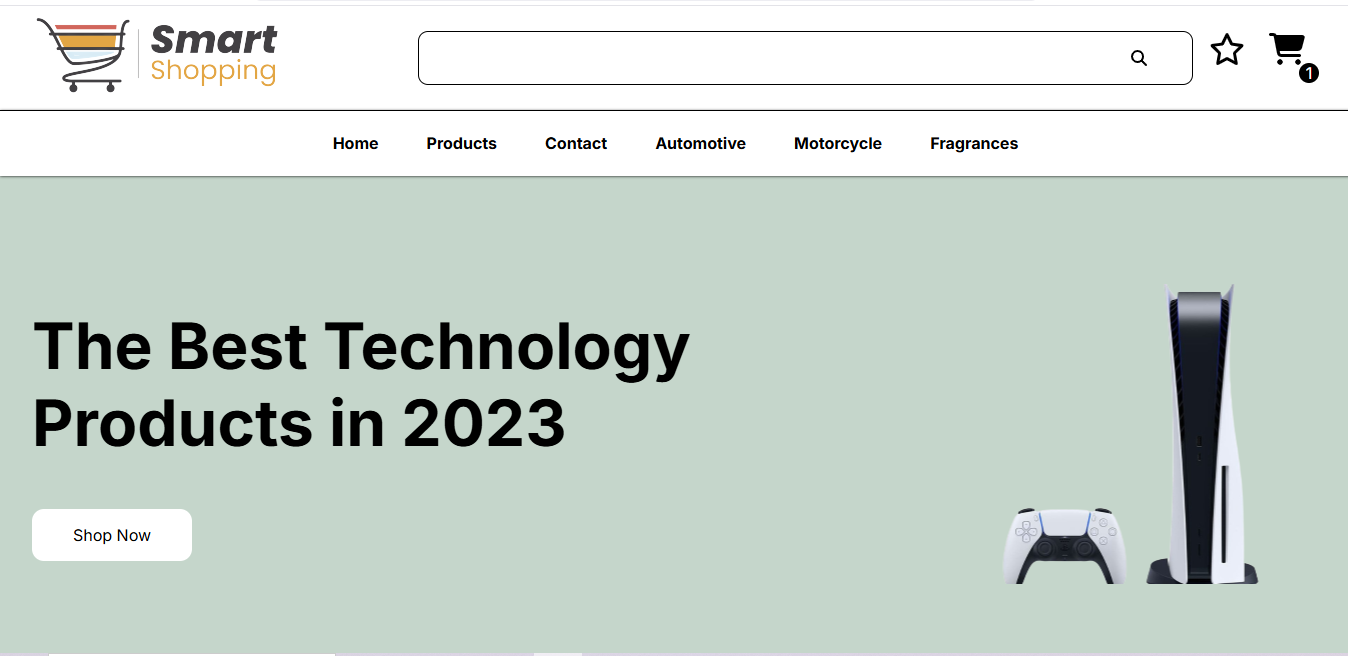 Smart
Shopping
1
Home Products Contact Automotive Motorcycle Fragrances
The Best Technology
Products in 2023
Shop Now